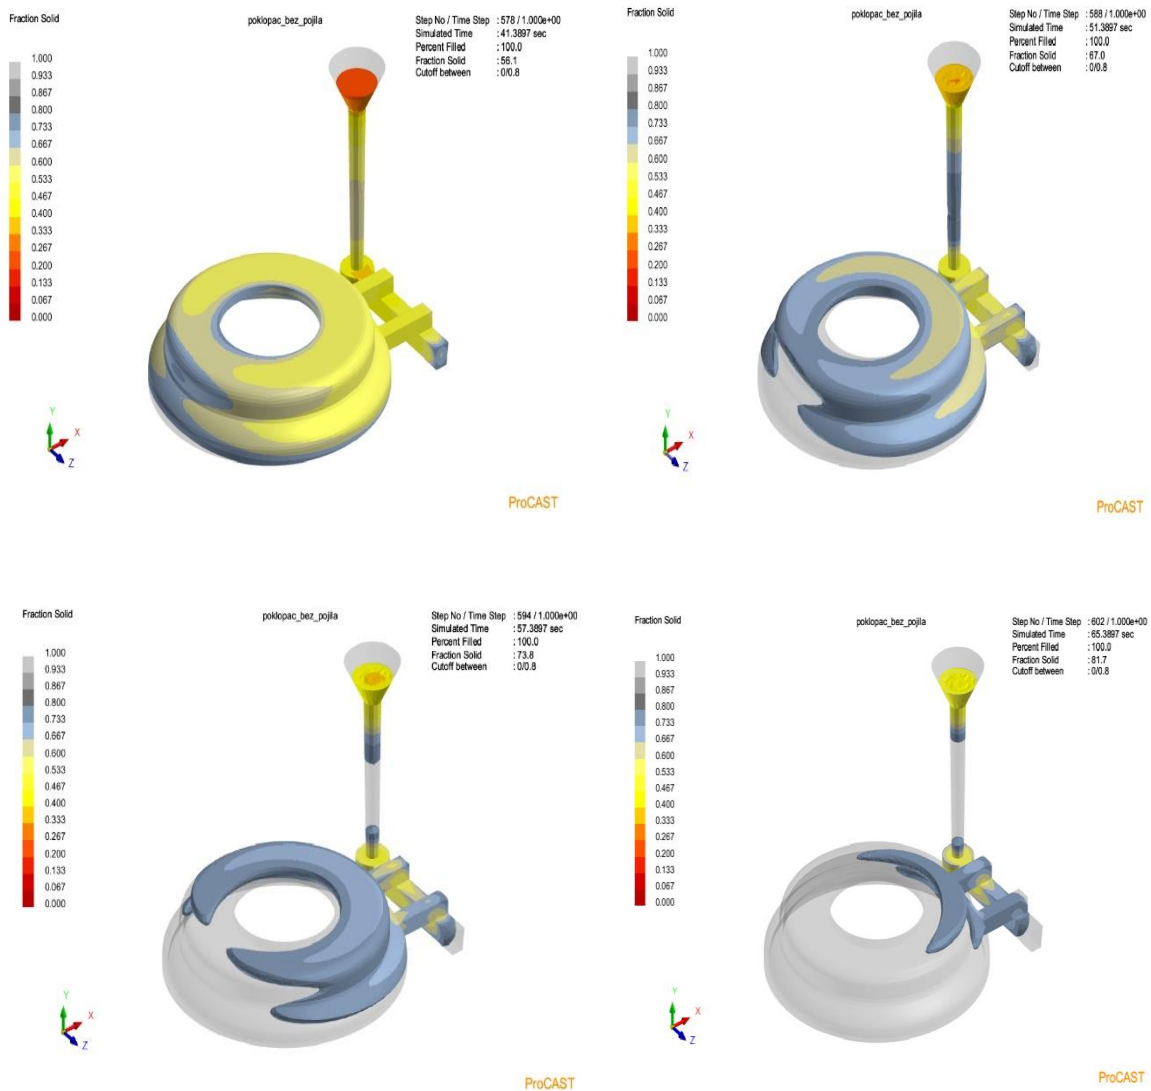 Fraction Solid
poklopac_bez_pojila
Step No / Time Step : 578 / 1.000e+00
Simulated Time : 41.3897 sec
Percent Filled : 100.0
Fraction Solid : 56.1
Cutoff between : 0/0.8
1.000
0.933
0.867
0.800
0.733
0.667
0.600
0.533
0.467
0.400
0.333
0.267
0.200
0.133
0.067
0.000
Y
X
Z
ProCAST
Fraction Solid
poklopac_bez_pojila
Step No / Time Step : 588 / 1.000e+00
Simulated Time : 51.3897 sec
Percent Filled : 100.0
Fraction Solid : 67.0
Cutoff between : 0/0.8
1.000
0.933
0.867
0.800
0.733
0.667
0.600
0.533
0.467
0.400
0.333
0.267
0.200
0.133
0.067
0.000
Y
X
Z
ProCAST
Fraction Solid
poklopac_bez_pojila
Step No / Time Step : 594 / 1.000e+00
Simulated Time : 57.3897 sec
Percent Filled : 100.0
Fraction Solid : 73.8
Cutoff between : 0/0.8
1.000
0.933
0.867
0.800
0.733
0.667
0.600
0.533
0.467
0.400
0.333
0.267
0.200
0.133
0.067
0.000
Y
X
Z
ProCAST
Fraction Solid
poklopac_bez_pojila
Step No / Time Step : 602 / 1.000e+00
Simulated Time : 65.3897 sec
Percent Filled : 100.0
Fraction Solid : 81.7
Cutoff between : 0/0.8
1.000
0.933
0.867
0.800
0.733
0.667
0.600
0.533
0.467
0.400
0.333
0.267
0.200
0.133
0.067
0.000
Y
X
Z
ProCAST